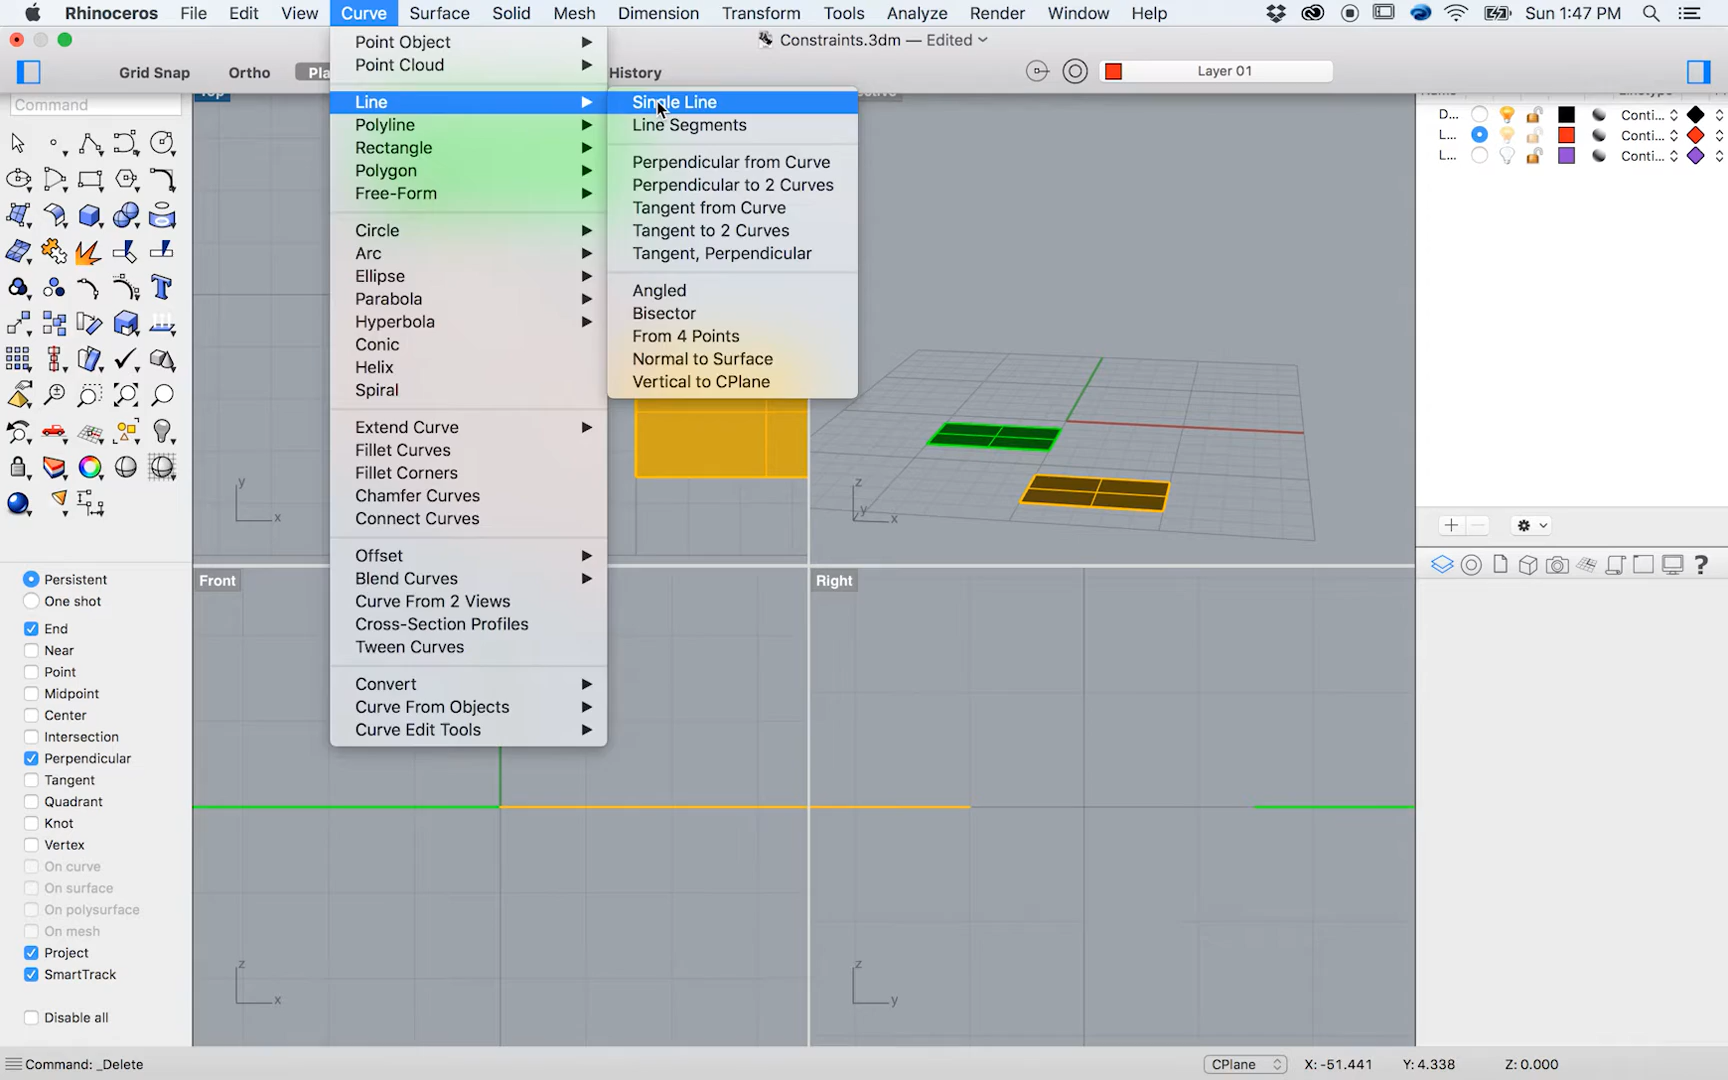 Rhinoceros File Edit View Curve Surface Solid Mesh Dimension Transform Tools Analyze Render Window Help Sun 1:47 PM
Constraints.3dm — Edited
Grid Snap Ortho Pla History Layer 01
Command
Top
Point Object
Point Cloud
Line
Polyline
Rectangle
Polygon
Free-Form
Circle
Arc
Ellipse
Parabola
Hyperbola
Conic
Helix
Spiral
Extend Curve
Fillet Curves
Fillet Corners
Chamfer Curves
Connect Curves
Offset
Blend Curves
Curve From 2 Views
Cross-Section Profiles
Tween Curves
Convert
Curve From Objects
Curve Edit Tools
Single Line
Line Segments
Perpendicular from Curve
Perpendicular to 2 Curves
Tangent from Curve
Tangent to 2 Curves
Tangent, Perpendicular
Angled
Bisector
From 4 Points
Normal to Surface
Vertical to CPlane
D... Conti...
L... Conti...
L... Conti...
y
x
z
y
x
Front
Right
z
x
z
y
Persistent
One shot
End
Near
Point
Midpoint
Center
Intersection
Perpendicular
Tangent
Quadrant
Knot
Vertex
On curve
On surface
On polysurface
On mesh
Project
SmartTrack
Disable all
Command: _Delete
CPlane X: -51.441 Y: 4.338 Z: 0.000